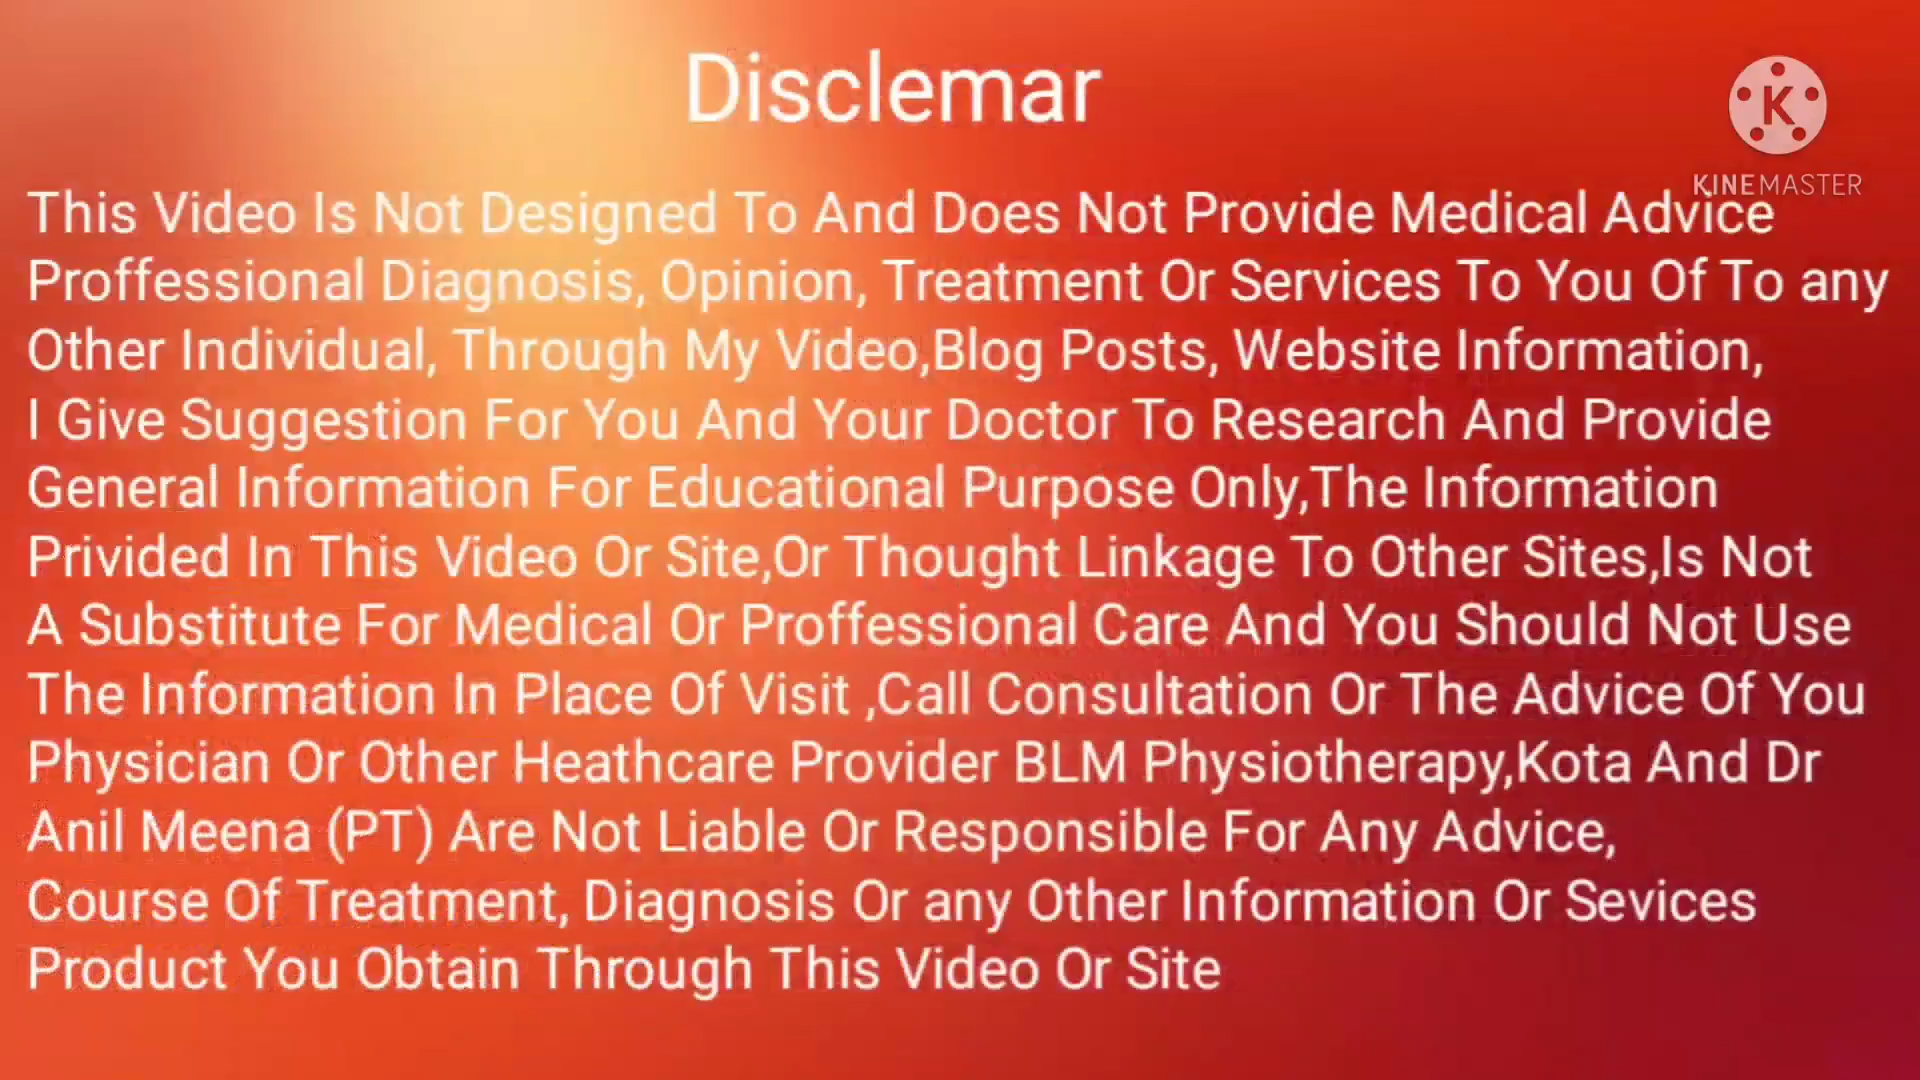 Disclemar
KINEMASTER
This Video Is Not Designed To And Does Not Provide Medical Advice
Proffessional Diagnosis, Opinion, Treatment Or Services To You Of To any
Other Individual, Through My Video,Blog Posts, Website Information,
I Give Suggestion For You And Your Doctor To Research And Provide
General Information For Educational Purpose Only,The Information
Privided In This Video Or Site,Or Thought Linkage To Other Sites,Is Not
A Substitute For Medical Or Proffessional Care And You Should Not Use
The Information In Place Of Visit ,Call Consultation Or The Advice Of You
Physician Or Other Heathcare Provider BLM Physiotherapy,Kota And Dr
Anil Meena (PT) Are Not Liable Or Responsible For Any Advice,
Course Of Treatment, Diagnosis Or any Other Information Or Sevices
Product You Obtain Through This Video Or Site